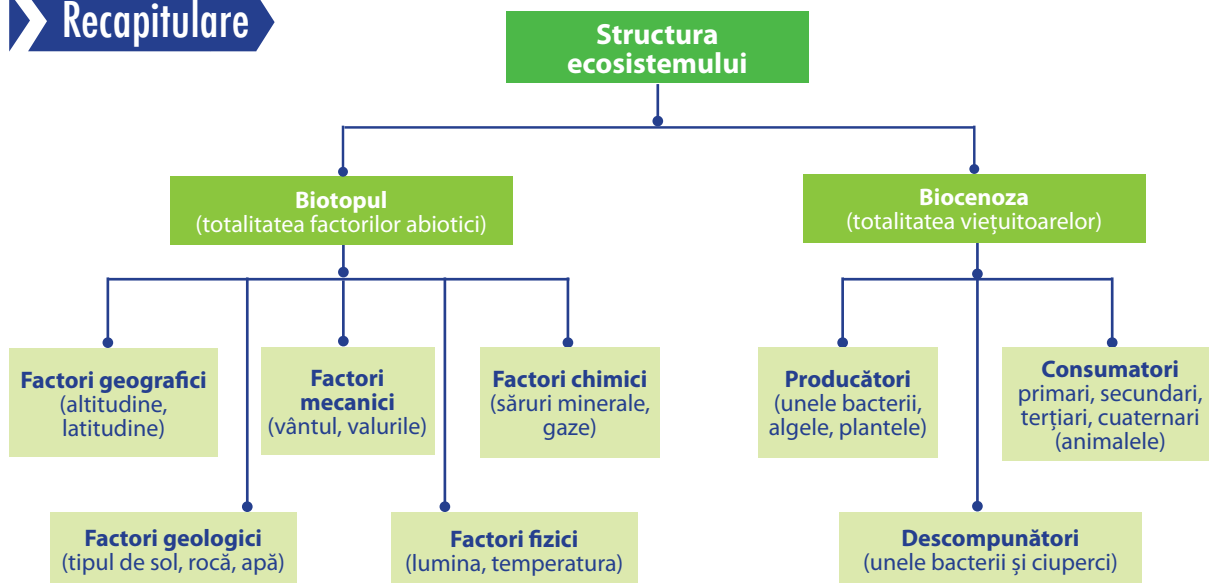 Recapitulare
Structura
ecosistemului
Biotopul
(totalitatea factorilor abiotici)
Biocenoza
(totalitatea viețuitoarelor)
Factori geografici
(altitudine,
latitudine)
Factori
mecanici
(vântul, valurile)
Factori chimici
(săruri minerale,
gaze)
Producători
(unele bacterii,
algele, plantele)
Consumatori
primari, secundari,
terțiari, cuaternari
(animalele)
Factori geologici
(tipul de sol, rocă, apă)
Factori fizici
(lumina, temperatura)
Descompunători
(unele bacterii și ciuperci)